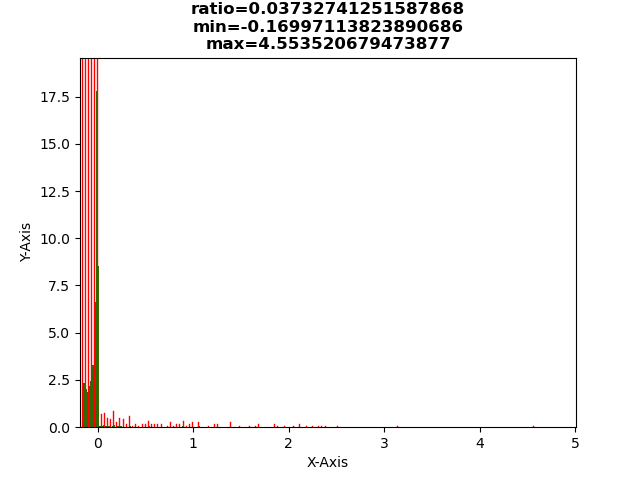 ratio=0.03732741251587868
min=-0.16997113823890686
max=4.553520679473877
17.5
15.0
12.5
10.0
7.5
5.0
2.5
0.0
Y-Axis
0 1 2 3 4 5
X-Axis